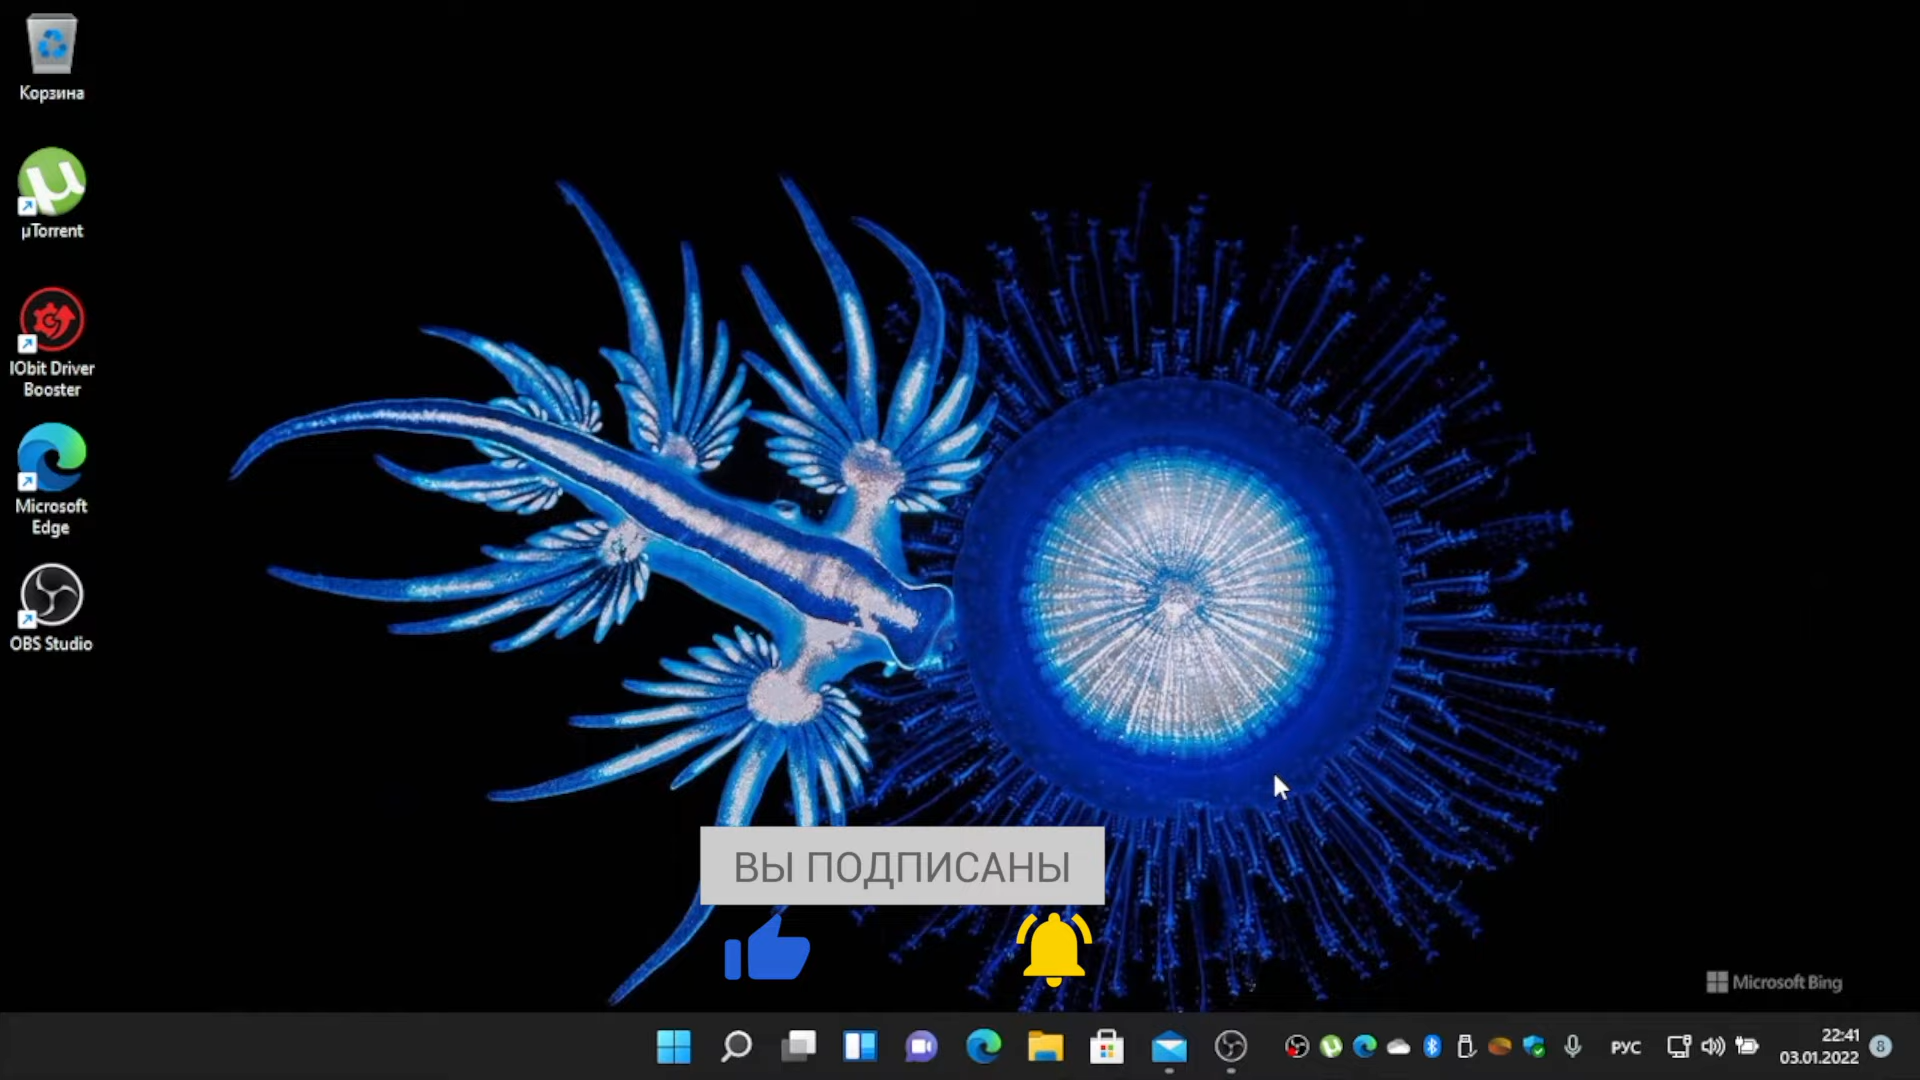 Корзина
µTorrent
IObit Driver
Booster
Microsoft
Edge
OBS Studio
ВЫ ПОДПИСАНЫ
Microsoft Bing
РУС
22:41
03.01.2022
8